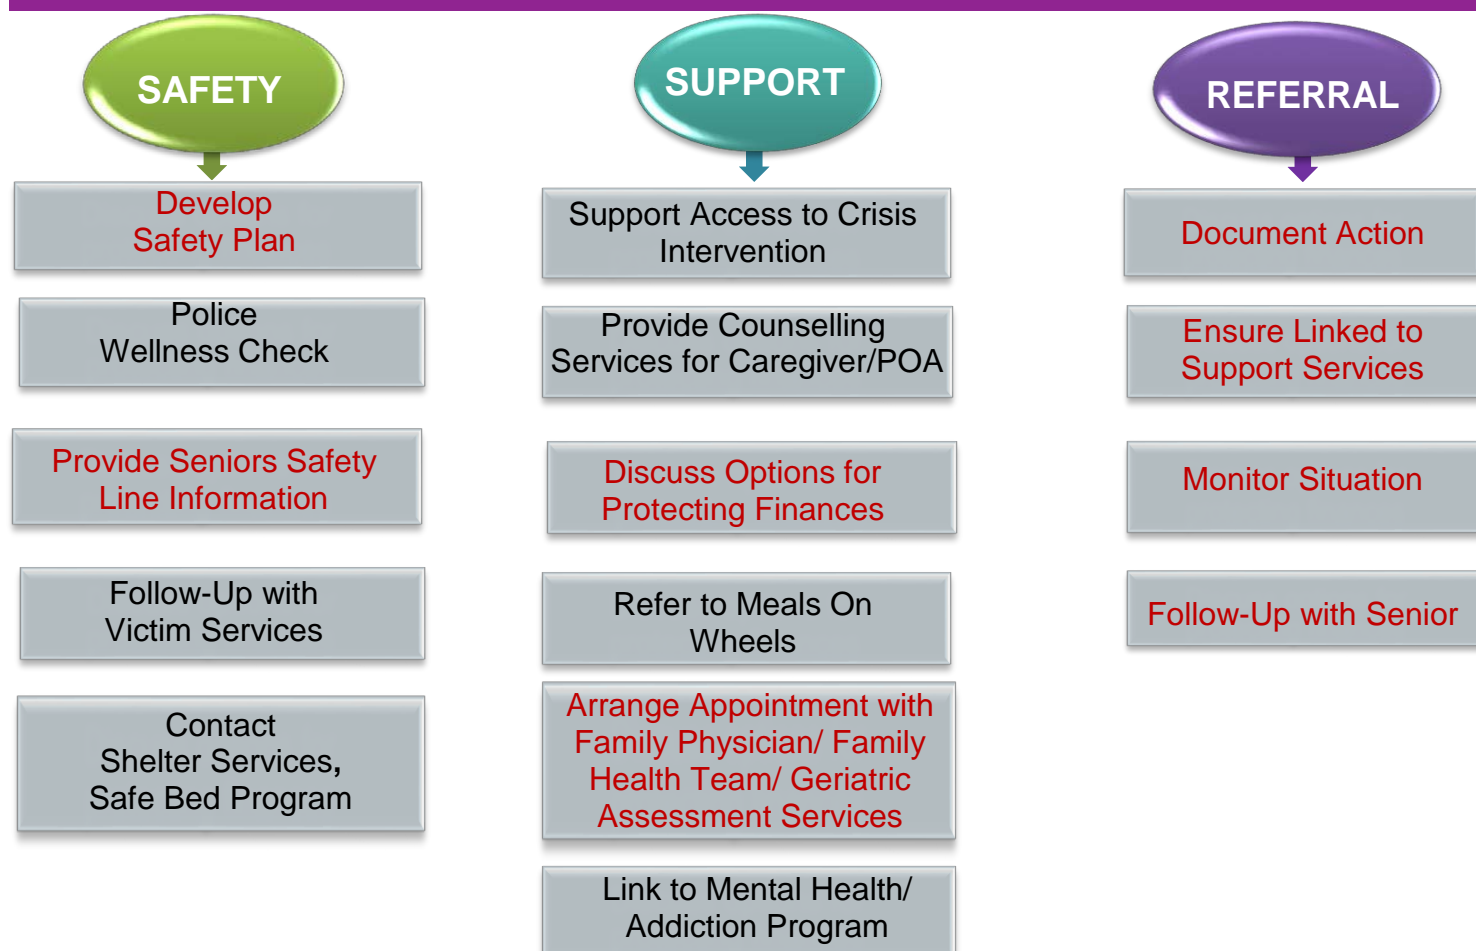 SAFETY
Develop
Safety Plan
Police
Wellness Check
Provide Seniors Safety
Line Information
Follow-Up with
Victim Services
Contact
Shelter Services,
Safe Bed Program
SUPPORT
Support Access to Crisis
Intervention
Provide Counselling
Services for Caregiver/POA
Discuss Options for
Protecting Finances
Refer to Meals On
Wheels
Arrange Appointment with
Family Physician/ Family
Health Team/ Geriatric
Assessment Services
Link to Mental Health/
Addiction Program
REFERRAL
Document Action
Ensure Linked to
Support Services
Monitor Situation
Follow-Up with Senior